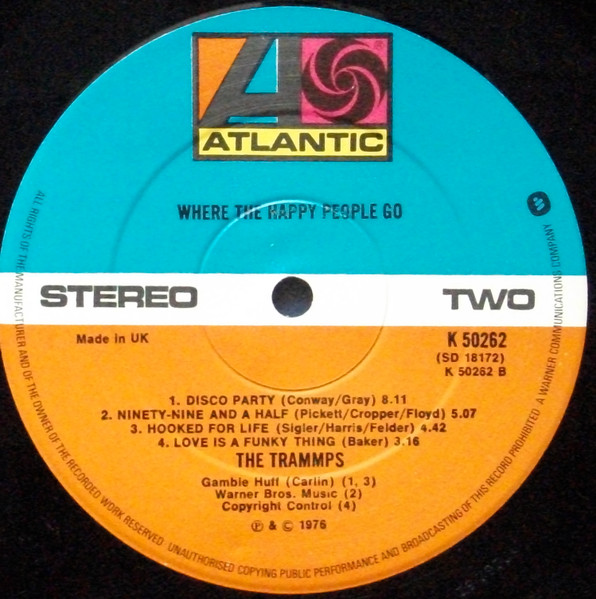 ATLANTIC
WHERE THE HAPPY PEOPLE GO
STEREO
TWO
Made in UK
K 50262
(SD 18172)
K 50262 B
1. DISCO PARTY (Conway/Gray) 8.11
2. NINETY-NINE AND A HALF (Pickett/Cropper/Floyd) 5.07
3. HOOKED FOR LIFE (Sigler/Harris/Felder) 4.42
4. LOVE IS A FUNKY THING (Baker) 3.16
THE TRAMMPS
Gamble Huff (Carlin) (1, 3)
Warner Bros. Music (2)
Copyright Control (4)
℗ & © 1976
ALL RIGHTS OF THE MANUFACTURER AND OF THE OWNER OF THE RECORDED WORK RESERVED. UNAUTHORISED COPYING PUBLIC PERFORMANCE AND BROADCASTING OF THIS RECORD PROHIBITED A WARNER COMMUNICATIONS COMPANY